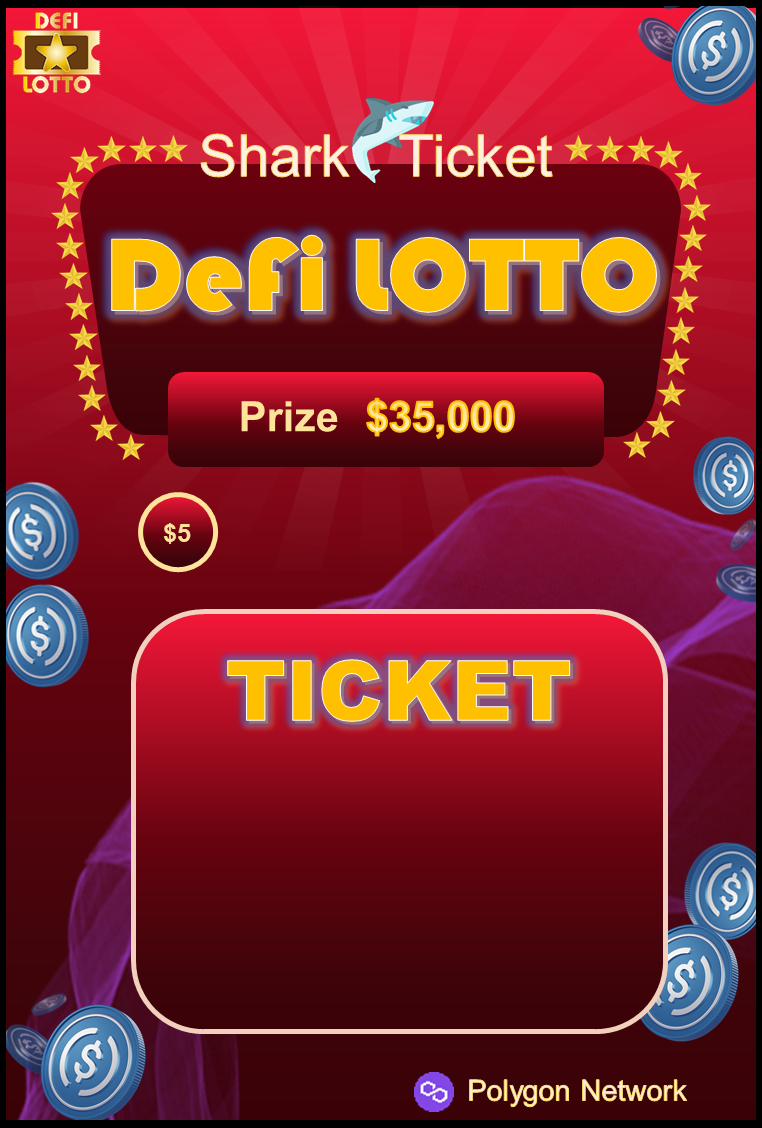 DEFI
LOTTO
Shark Ticket
DeFi LOTTO
Prize $35,000
$5
TICKET
Polygon Network